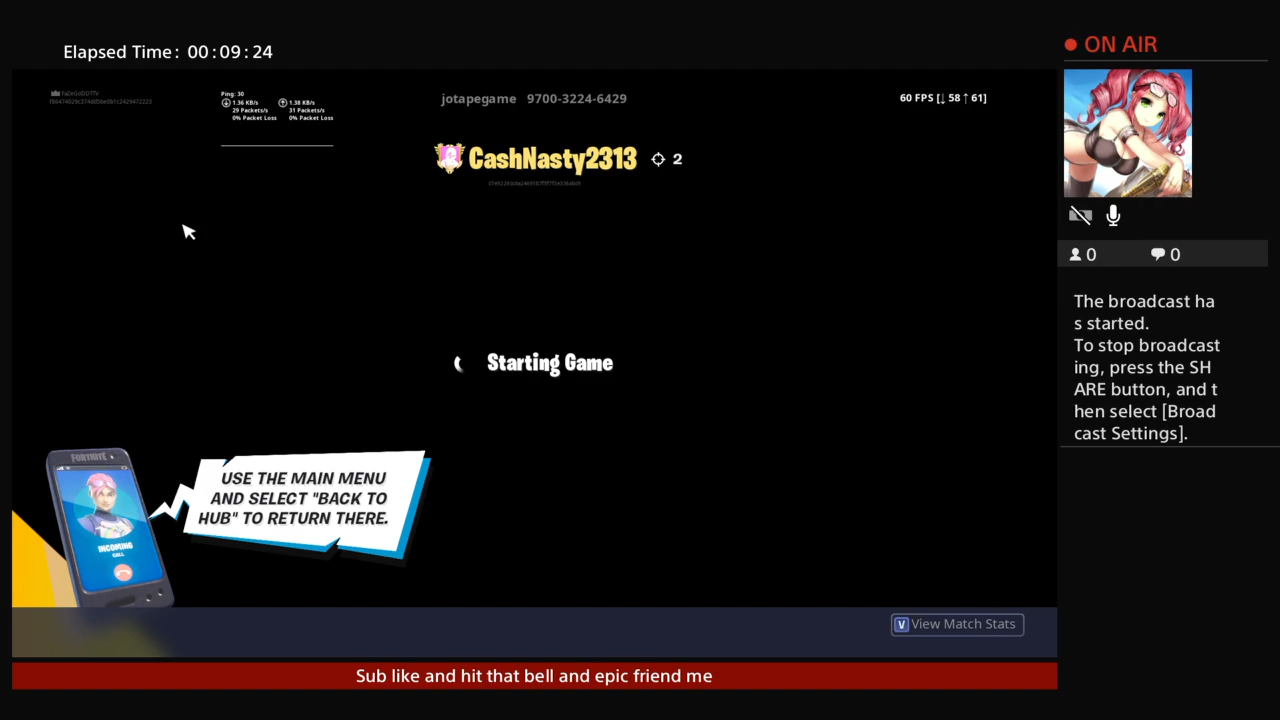 Elapsed Time: 00:09:24
ON AIR
FaZeGoDDTTV
Ping: 30
1.36 KB/s 1.38 KB/s
29 Packets/s 31 Packets/s
0% Packet Loss 0% Packet Loss
jotapegame 9700-3224-6429
60 FPS [↓ 58 ↑ 61]
CashNasty2313 2
0 0
The broadcast ha
s started.
To stop broadcast
ing, press the SH
ARE button, and t
hen select [Broad
cast Settings].
Starting Game
FORTNITE
INCOMING
CALL
USE THE MAIN MENU
AND SELECT "BACK TO
HUB" TO RETURN THERE.
V View Match Stats
Sub like and hit that bell and epic friend me